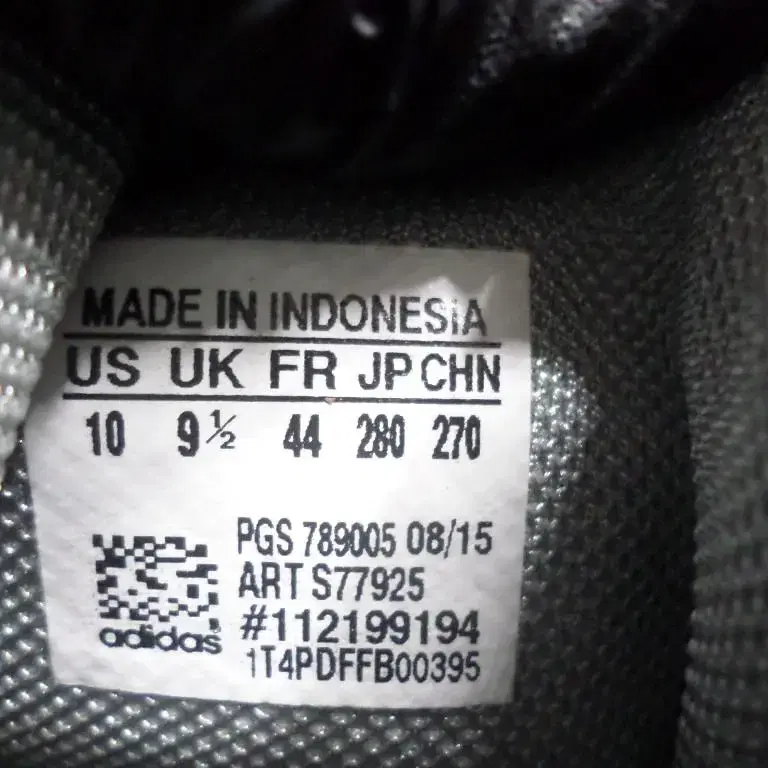 MADE IN INDONESIA
US UK FR JP CHN
10 9½ 44 280 270
PGS 789005 08/15
ART S77925
#112199194
adidas
1T4PDFFB00395